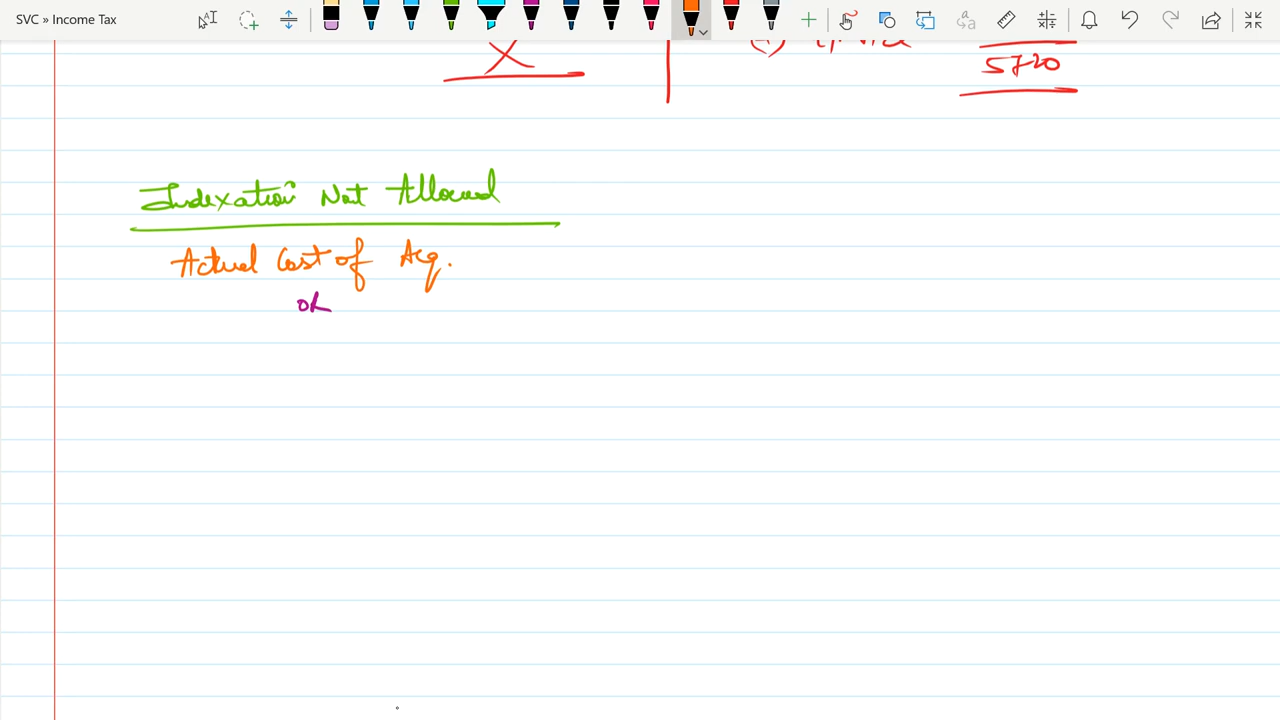 SVC » Income Tax
5720
Indexation Not Allowed
Actual Cost of Acq.
OR